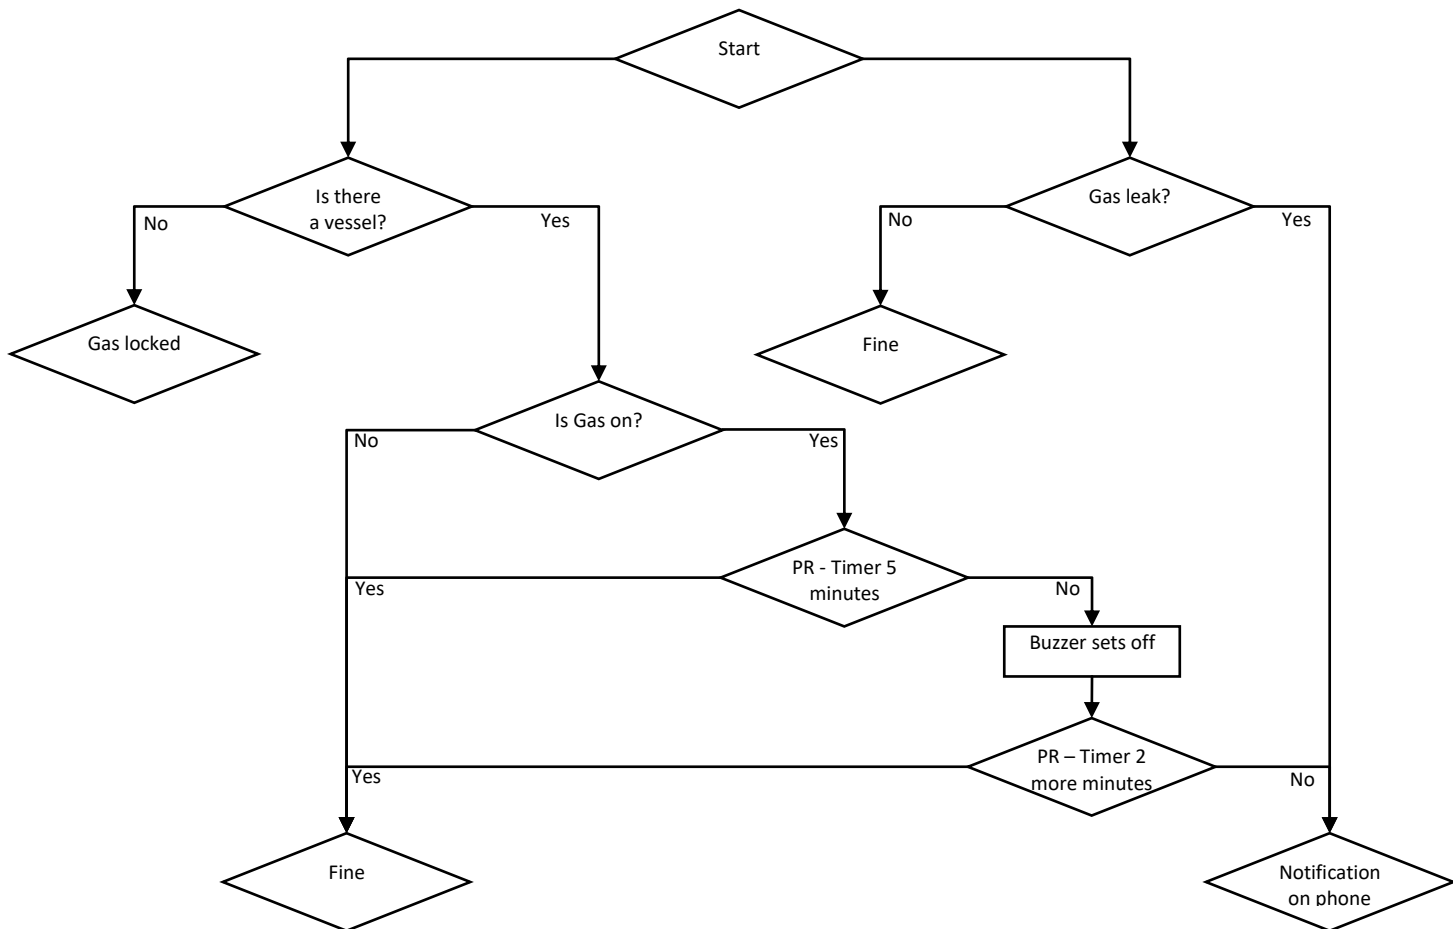 Start
Is there
a vessel?
Gas leak?
No
Yes
No
Yes
Gas locked
Fine
Is Gas on?
No
Yes
PR - Timer 5
minutes
Yes
No
Buzzer sets off
PR – Timer 2
more minutes
Yes
No
Fine
Notification
on phone